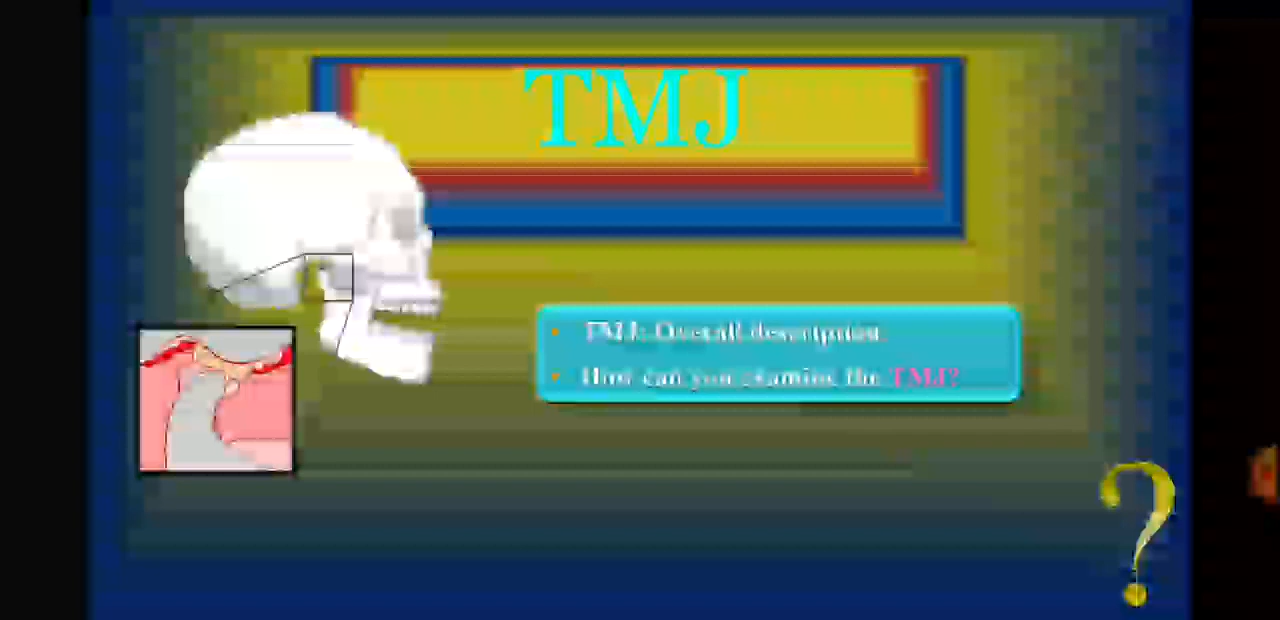 TMJ
• TMJ: Overall description.
• How can you examine the TMJ?
?